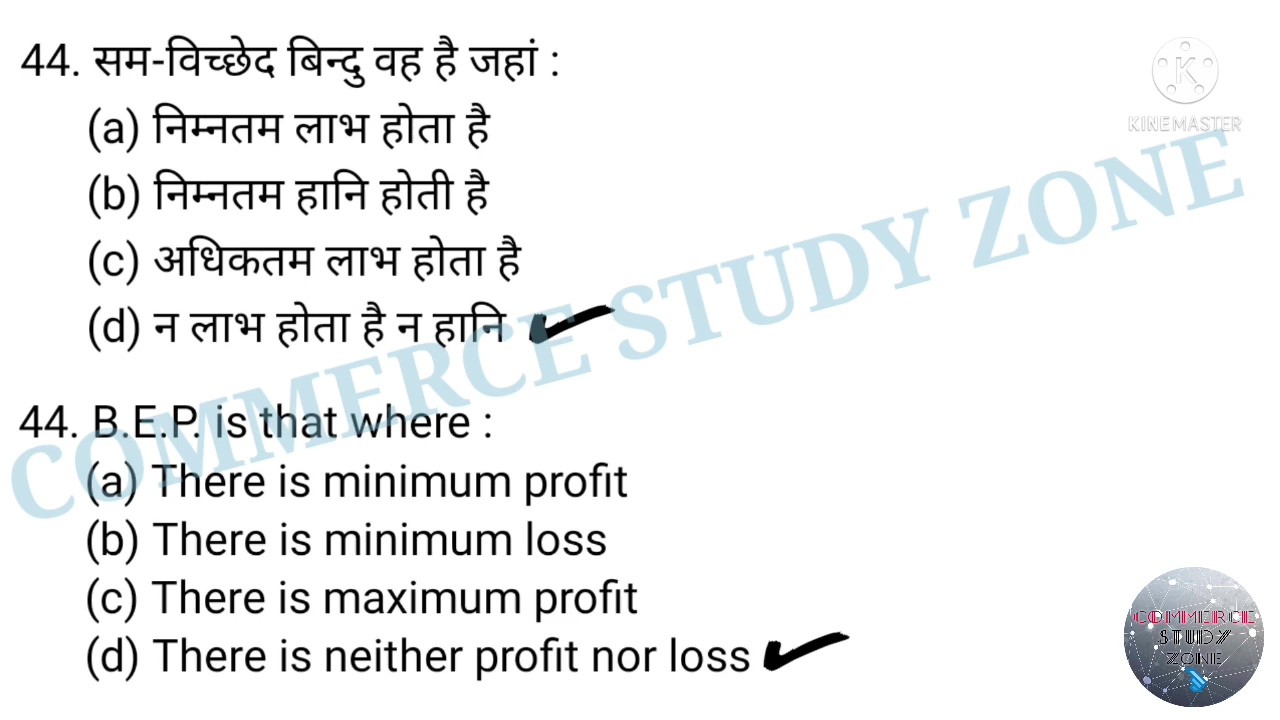 44. सम-विच्छेद बिन्दु वह है जहां :
(a) निम्नतम लाभ होता है
(b) निम्नतम हानि होती है
(c) अधिकतम लाभ होता है
(d) न लाभ होता है न हानि
44. B.E.P. is that where :
(a) There is minimum profit
(b) There is minimum loss
(c) There is maximum profit
(d) There is neither profit nor loss
COMMERCE STUDY ZONE
K
KINEMASTER
COMMERCE
STUDY
ZONE